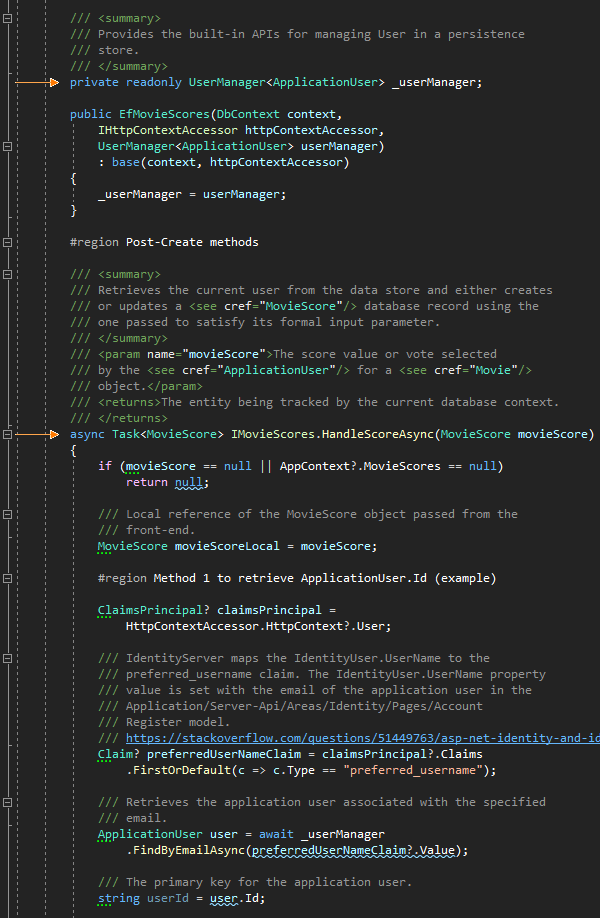 /// <summary>
/// Provides the built-in APIs for managing User in a persistence
/// store.
/// </summary>
private readonly UserManager<ApplicationUser> _userManager;
public EfMovieScores(DbContext context,
IHttpContextAccessor httpContextAccessor,
UserManager<ApplicationUser> userManager)
: base(context, httpContextAccessor)
{
_userManager = userManager;
}
#region Post-Create methods
/// <summary>
/// Retrieves the current user from the data store and either creates
/// or updates a <see cref="MovieScore"/> database record using the
/// one passed to satisfy its formal input parameter.
/// </summary>
/// <param name="movieScore">The score value or vote selected
/// by the <see cref="ApplicationUser"/> for a <see cref="Movie"/>
/// object.</param>
/// <returns>The entity being tracked by the current database context.
/// </returns>
async Task<MovieScore> IMovieScores.HandleScoreAsync(MovieScore movieScore)
{
if (movieScore == null || AppContext?.MovieScores == null)
return null;
/// Local reference of the MovieScore object passed from the
/// front-end.
MovieScore movieScoreLocal = movieScore;
#region Method 1 to retrieve ApplicationUser.Id (example)
ClaimsPrincipal? claimsPrincipal =
HttpContextAccessor.HttpContext?.User;
/// IdentityServer maps the IdentityUser.UserName to the
/// preferred_username claim. The IdentityUser.UserName property
/// value is set with the email of the application user in the
/// Application/Server-Api/Areas/Identity/Pages/Account
/// Register model.
/// https://stackoverflow.com/questions/51449763/asp-net-identity-and-id
Claim? preferredUserNameClaim = claimsPrincipal?.Claims
.FirstOrDefault(c => c.Type == "preferred_username");
/// Retrieves the application user associated with the specified
/// email.
ApplicationUser user = await _userManager
.FindByEmailAsync(preferredUserNameClaim?.Value);
/// The primary key for the application user.
string userId = user.Id;